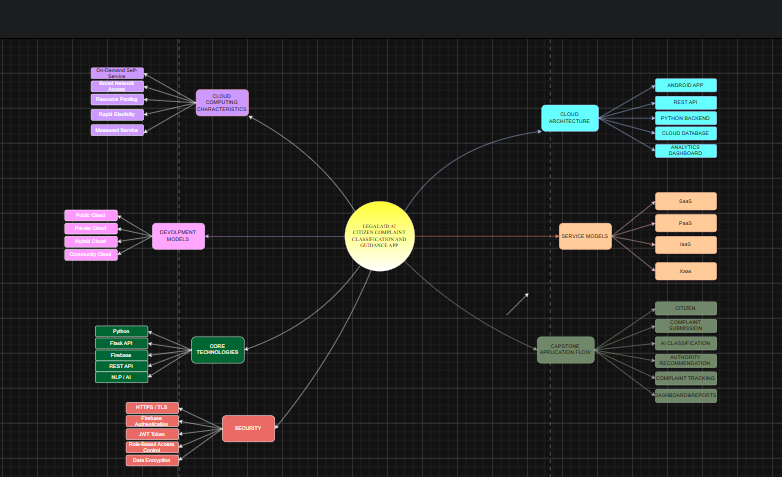 On-Demand Self-
Service
Broad Network
Access
Resource Pooling
Rapid Elasticity
Measured Service
CLOUD
COMPUTING
CHARACTERISTICS
Public Cloud
Private Cloud
Hybrid Cloud
Community Cloud
DEVOLPMENT
MODELS
Python
Flask API
Firebase
REST API
NLP / AI
CORE
TECHNOLOGIES
HTTPS / TLS
Firebase
Authentication
JWT Token
Role-Based Access
Control
Data Encryption
SECURITY
LEGALAID AI
CITIZEN COMPLAINT
CLASSIFICATION AND
GUIDANCE APP
CLOUD
ARCHITECTURE
ANDROID APP
REST API
PYTHON BACKEND
CLOUD DATABASE
ANALYTICS
DASHBOARD
SERVICE MODELS
SaaS
PaaS
IaaS
Xaas
CAPSTONE
APPLICATION FLOW
CITIZEN
COMPLAINT
SUBMISSION
AI CLASSIFICATION
AUTHORITY
RECOMMENDATION
COMPLAINT TRACKING
DASHBOARD&REPORTS